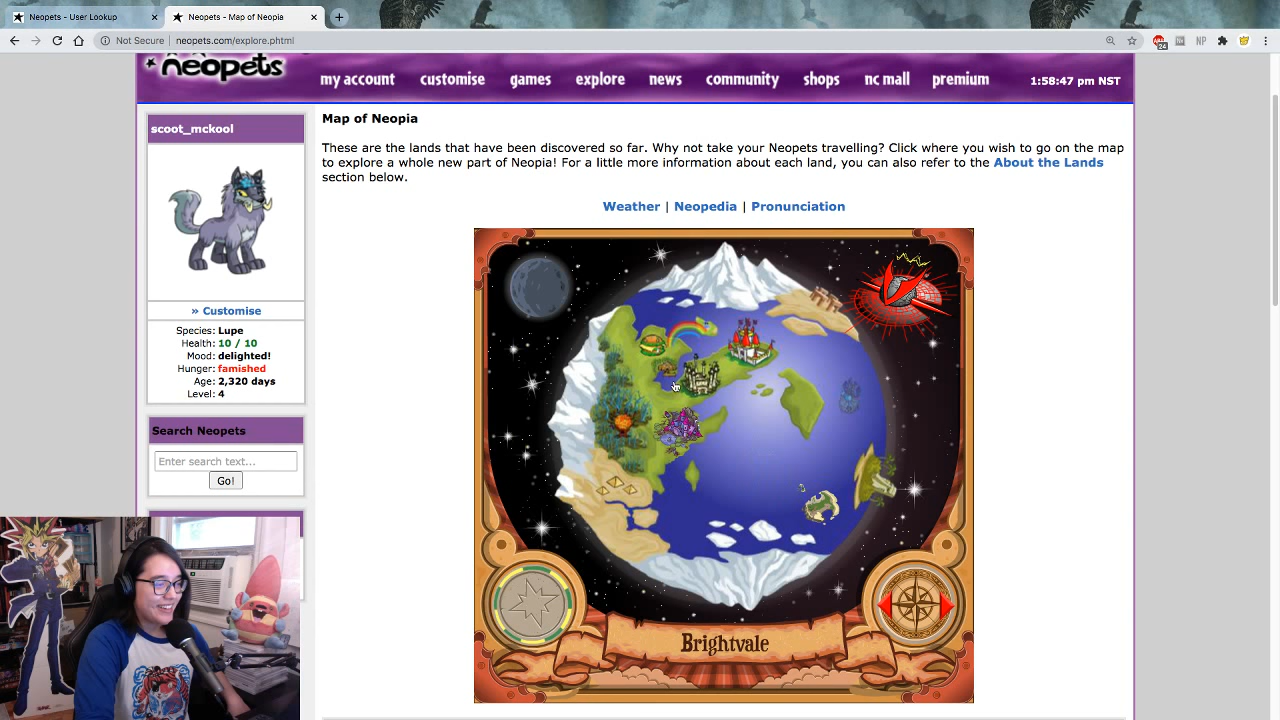 Neopets - User Lookup
Neopets - Map of Neopia
Not Secure | neopets.com/explore.phtml
24
NP
neopets
my account customise games explore news community shops nc mall premium 1:58:47 pm NST
scoot_mckool
» Customise
Species: Lupe
Health: 10 / 10
Mood: delighted!
Hunger: famished
Age: 2,320 days
Level: 4
Search Neopets
Enter search text...
Go!
Map of Neopia
These are the lands that have been discovered so far. Why not take your Neopets travelling? Click where you wish to go on the map
to explore a whole new part of Neopia! For a little more information about each land, you can also refer to the About the Lands
section below.
Weather | Neopedia | Pronunciation
Brightvale